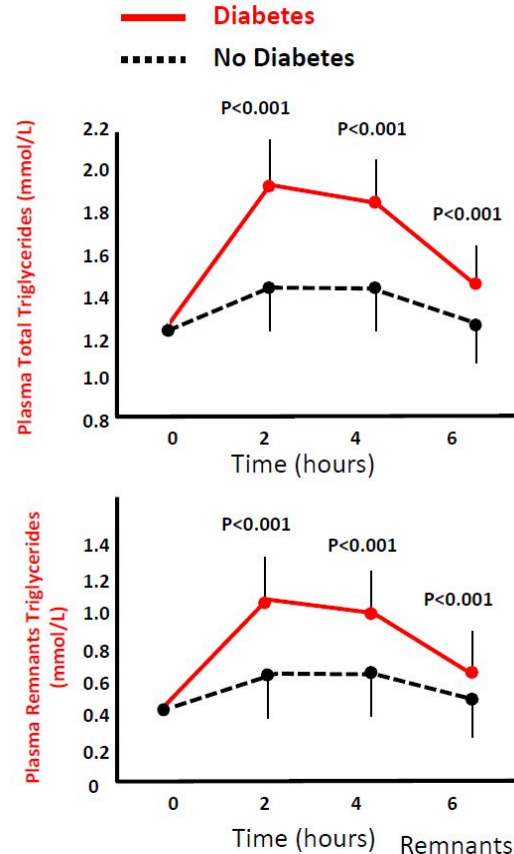 Diabetes
No Diabetes
Plasma Total Triglycerides (mmol/L)
2.2
2.0
1.8
1.6
1.4
1.2
1.0
0.8
P<0.001
P<0.001
P<0.001
0 2 4 6
Time (hours)
Plasma Remnants Triglycerides
(mmol/L)
1.4
1.2
1.0
0.8
0.6
0.4
0.2
0
P<0.001
P<0.001
P<0.001
0 2 4 6
Time (hours)
Remnants